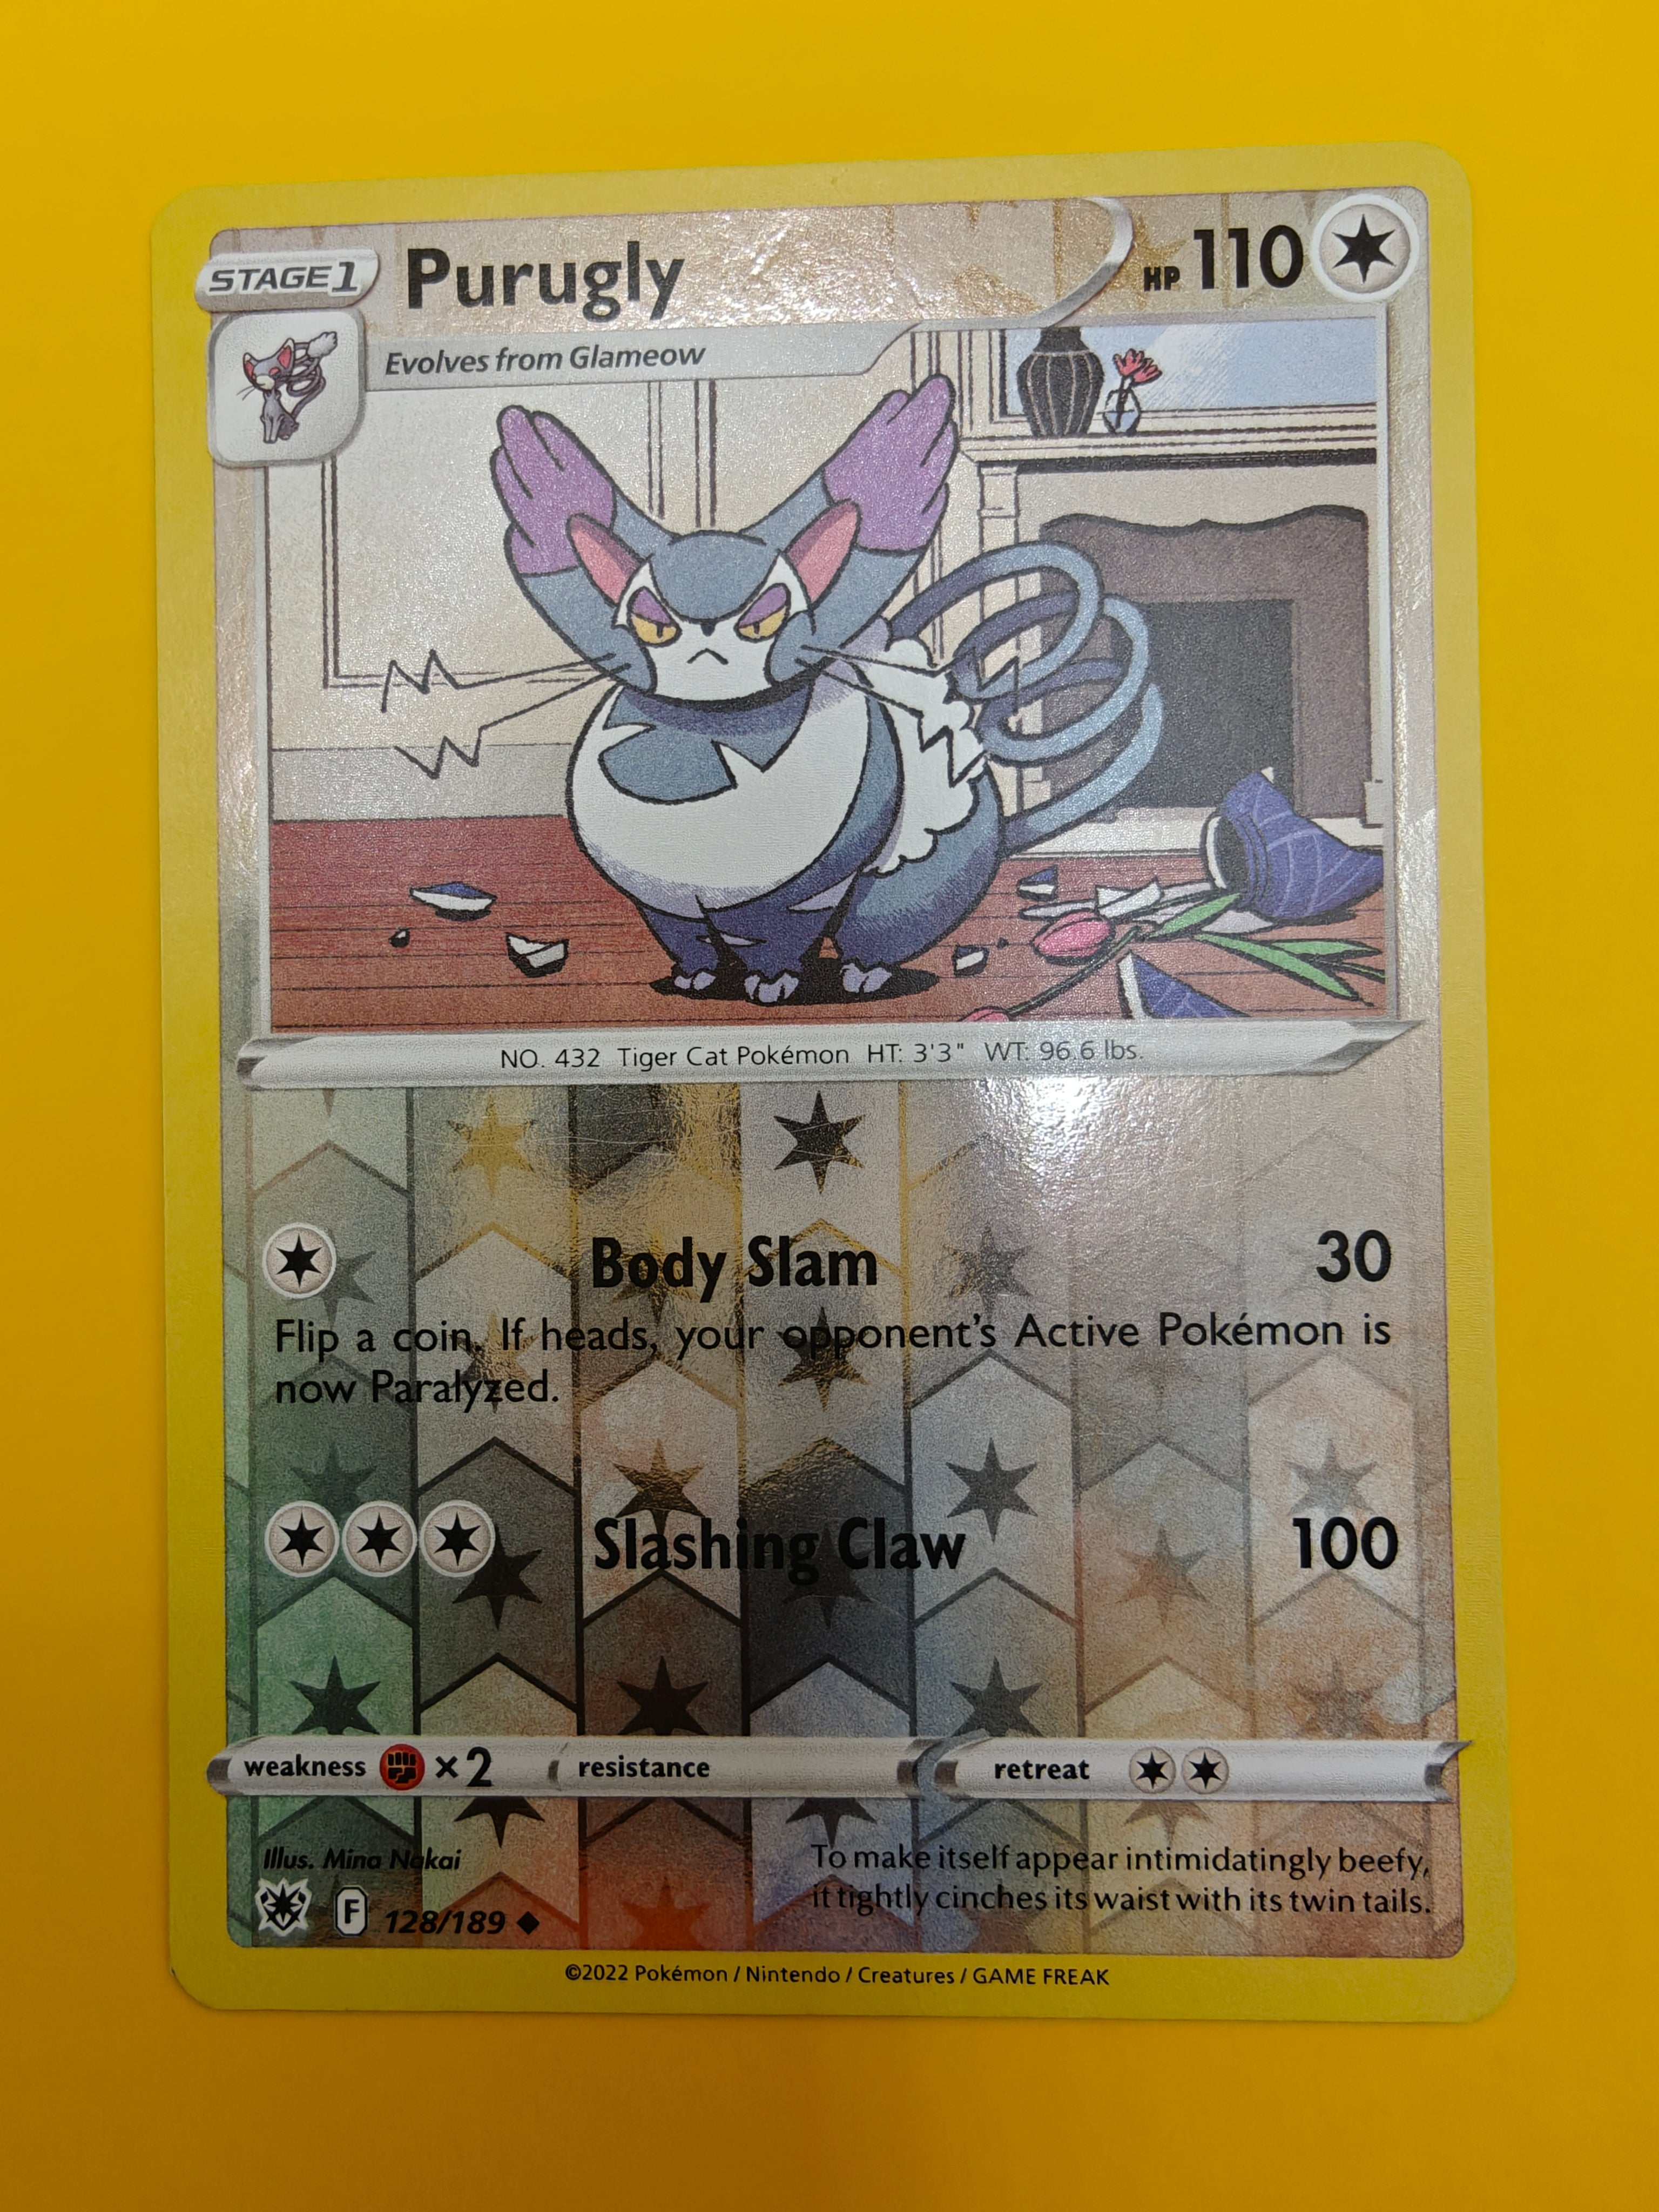 STAGE 1
Purugly
HP 110
Evolves from Glameow
NO. 432 Tiger Cat Pokémon HT: 3'3" WT: 96.6 lbs.
Body Slam 30
Flip a coin. If heads, your opponent's Active Pokémon is
now Paralyzed.
Slashing Claw 100
weakness ×2 resistance retreat
Illus. Mina Nakai
To make itself appear intimidatingly beefy,
it tightly cinches its waist with its twin tails.
F 128/189
©2022 Pokémon / Nintendo / Creatures / GAME FREAK